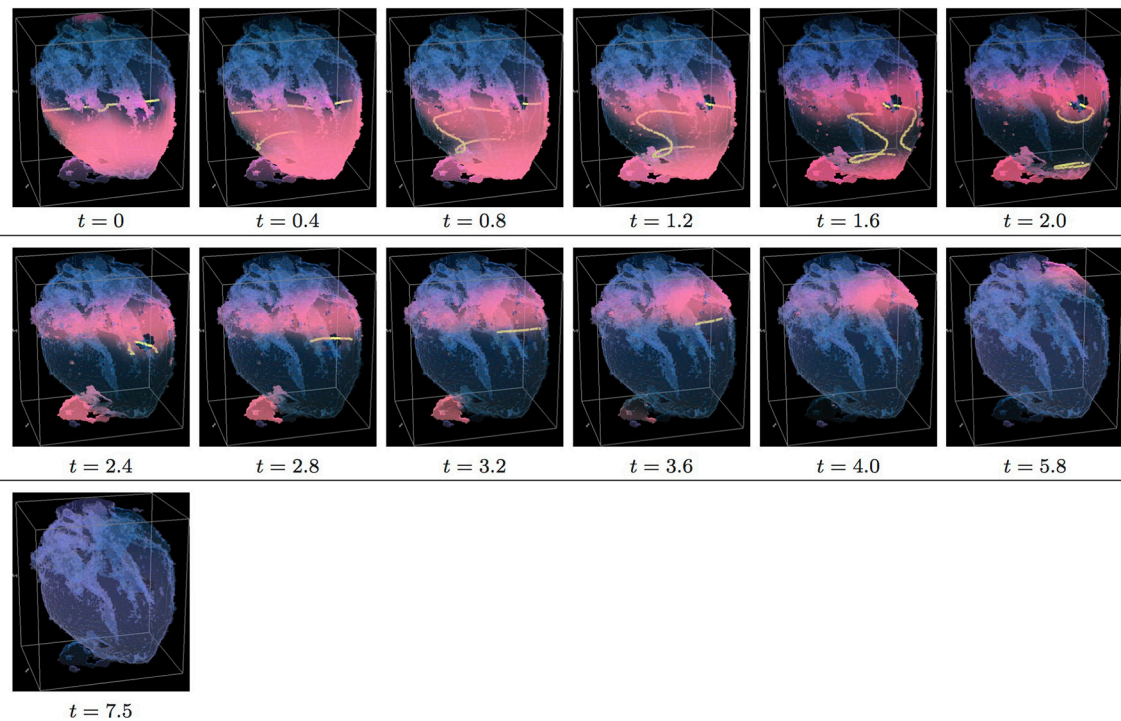 t = 0 t = 0.4 t = 0.8 t = 1.2 t = 1.6 t = 2.0
t = 2.4 t = 2.8 t = 3.2 t = 3.6 t = 4.0 t = 5.8
t = 7.5